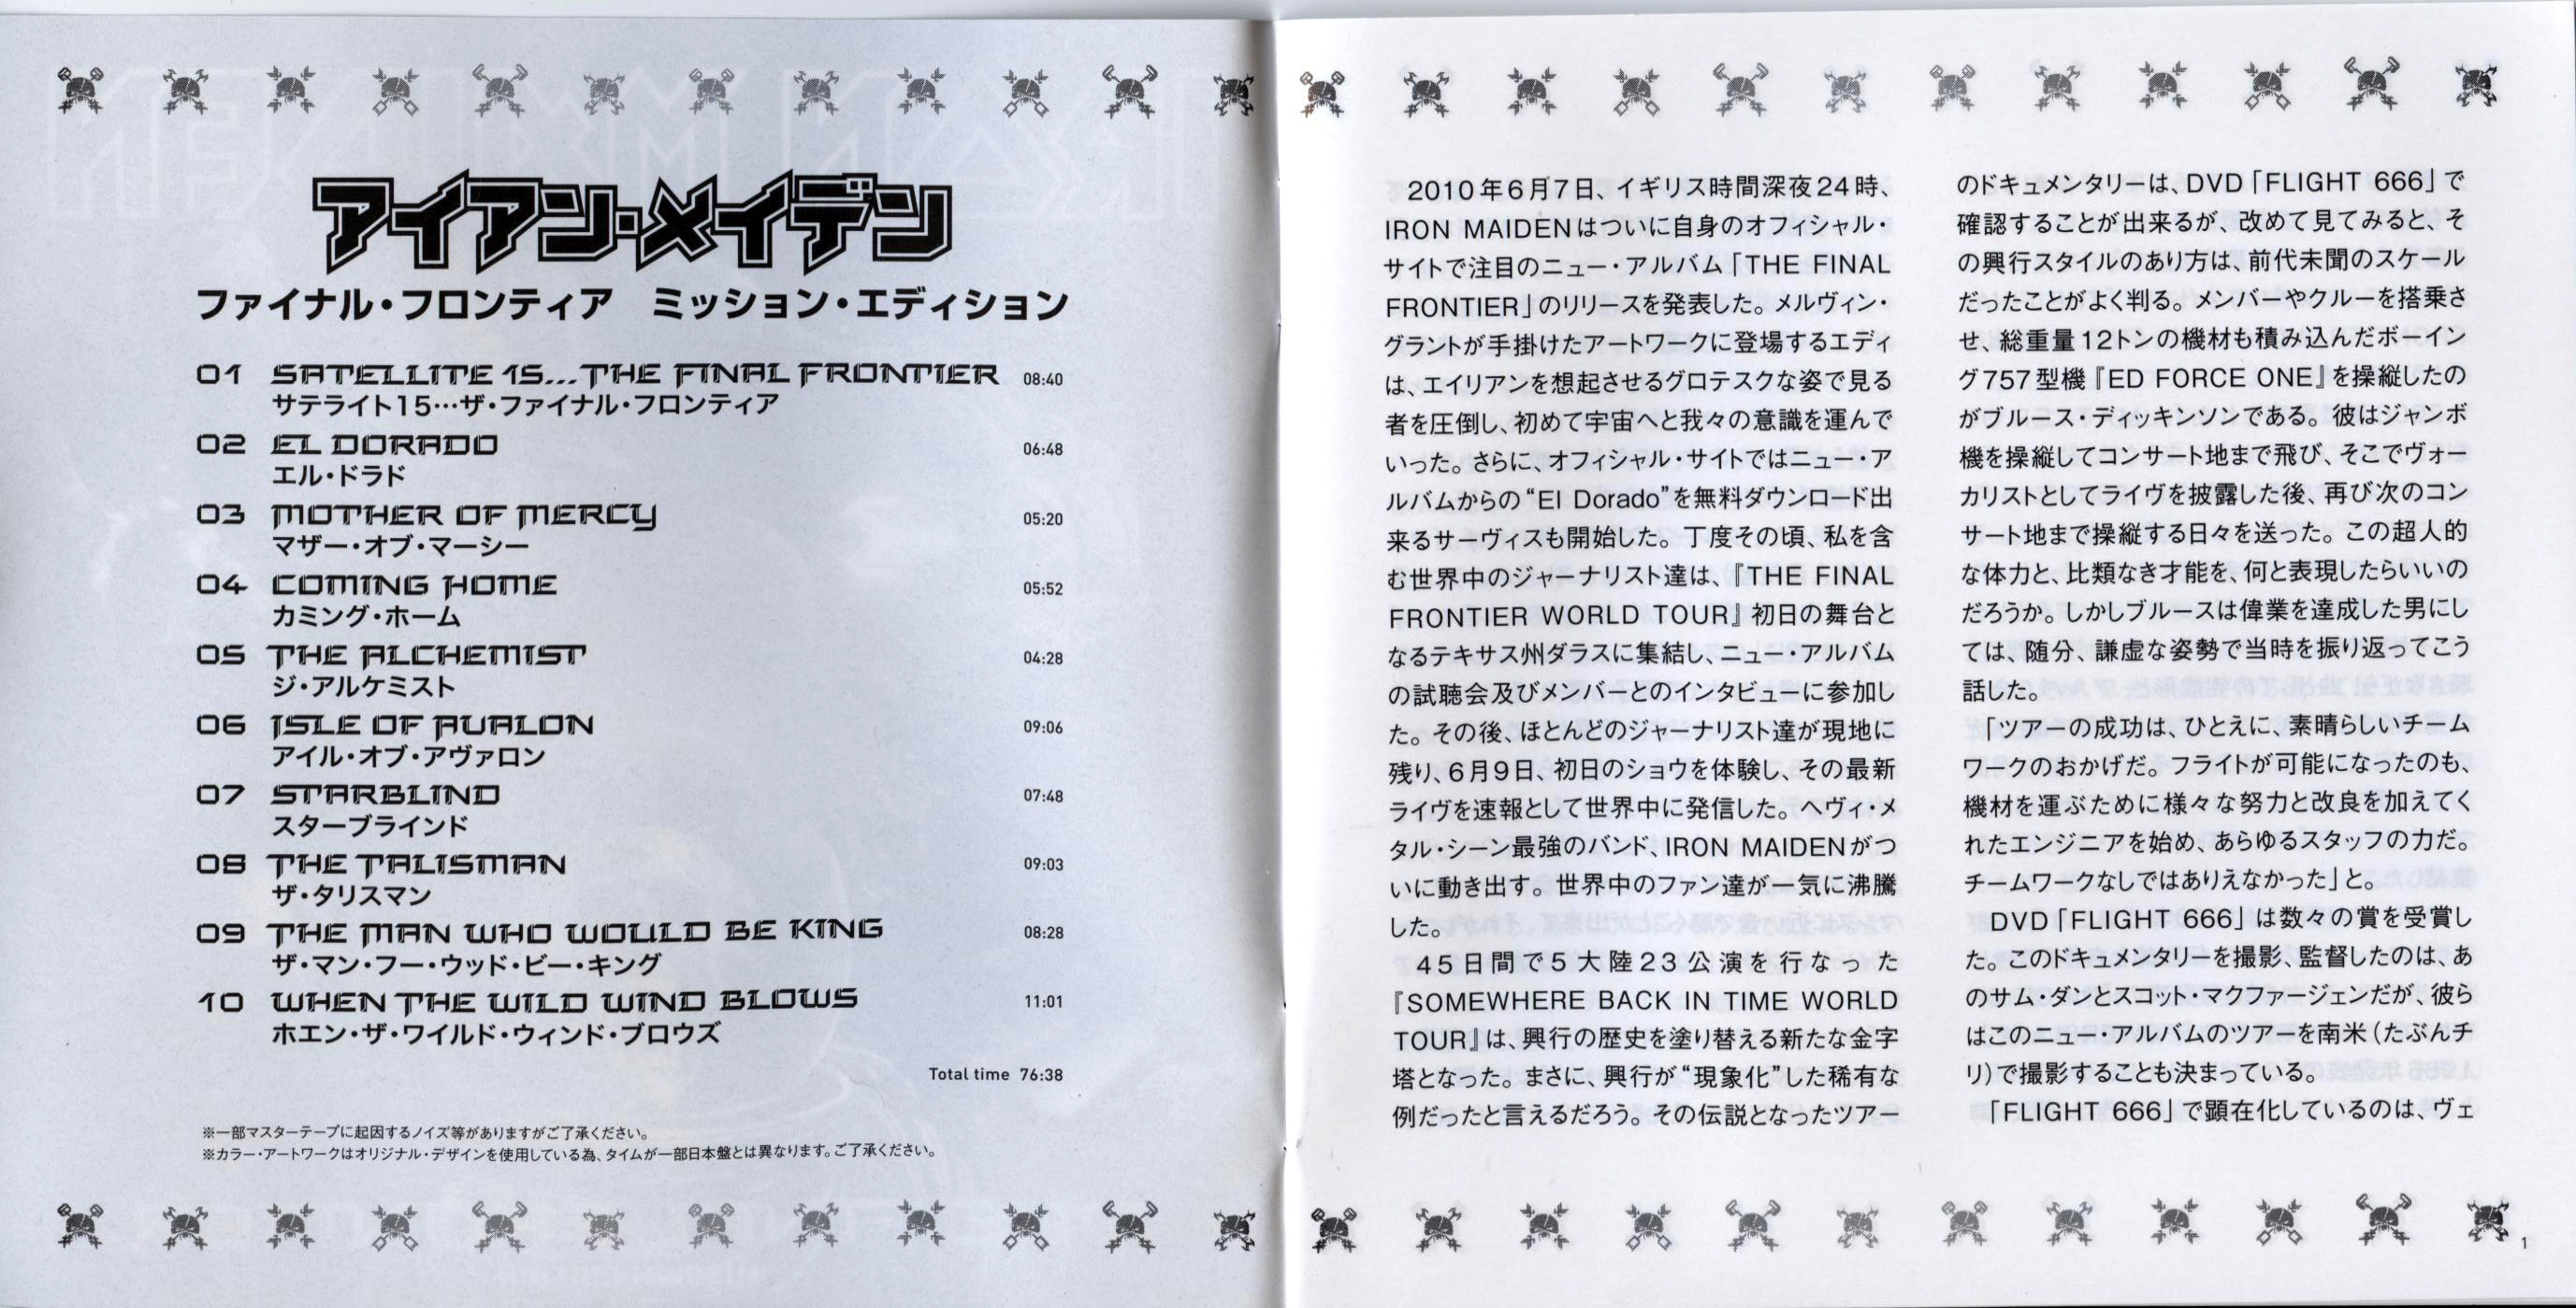 アイアン・メイデン
ファイナル・フロンティア ミッション・エディション
01 SATELLITE 15...THE FINAL FRONTIER 08:40
サテライト15…ザ・ファイナル・フロンティア
02 EL DORADO 06:48
エル・ドラド
03 MOTHER OF MERCY 05:20
マザー・オブ・マーシー
04 COMING HOME 05:52
カミング・ホーム
05 THE ALCHEMIST 04:28
ジ・アルケミスト
06 ISLE OF AVALON 09:06
アイル・オブ・アヴァロン
07 STARBLIND 07:48
スターブラインド
08 THE TALISMAN 09:03
ザ・タリスマン
09 THE MAN WHO WOULD BE KING 08:28
ザ・マン・フー・ウッド・ビー・キング
10 WHEN THE WILD WIND BLOWS 11:01
ホエン・ザ・ワイルド・ウィンド・ブロウズ
Total time 76:38
※一部マスターテープに起因するノイズ等がありますがご了承ください。
※カラー・アートワークはオリジナル・デザインを使用している為、タイムが一部日本盤とは異なります。ご了承ください。
2010年6月7日、イギリス時間深夜24時、
IRON MAIDENはついに自身のオフィシャル・
サイトで注目のニュー・アルバム「THE FINAL
FRONTIER」のリリースを発表した。メルヴィン・
グラントが手掛けたアートワークに登場するエディ
は、エイリアンを想起させるグロテスクな姿で見る
者を圧倒し、初めて宇宙へと我々の意識を運んで
いった。さらに、オフィシャル・サイトではニュー・ア
ルバムからの“El Dorado”を無料ダウンロード出
来るサーヴィスも開始した。丁度その頃、私を含
む世界中のジャーナリスト達は、『THE FINAL
FRONTIER WORLD TOUR』初日の舞台と
なるテキサス州ダラスに集結し、ニュー・アルバム
の試聴会及びメンバーとのインタビューに参加し
た。その後、ほとんどのジャーナリスト達が現地に
残り、6月9日、初日のショウを体験し、その最新
ライヴを速報として世界中に発信した。ヘヴィ・メ
タル・シーン最強のバンド、IRON MAIDENがつ
いに動き出す。世界中のファン達が一気に沸騰
した。
45日間で5大陸23公演を行なった
『SOMEWHERE BACK IN TIME WORLD
TOUR』は、興行の歴史を塗り替える新たな金字
塔となった。まさに、興行が“現象化”した稀有な
例だったと言えるだろう。その伝説となったツアー
のドキュメンタリーは、DVD「FLIGHT 666」で
確認することが出来るが、改めて見てみると、そ
の興行スタイルのあり方は、前代未聞のスケール
だったことがよく判る。メンバーやクルーを搭乗さ
せ、総重量12トンの機材も積み込んだボーイン
グ757型機『ED FORCE ONE』を操縦したの
がブルース・ディッキンソンである。彼はジャンボ
機を操縦してコンサート地まで飛び、そこでヴォー
カリストとしてライヴを披露した後、再び次のコン
サート地まで操縦する日々を送った。この超人的
な体力と、比類なき才能を、何と表現したらいいの
だろうか。しかしブルースは偉業を達成した男にし
ては、随分、謙虚な姿勢で当時を振り返ってこう
話した。
「ツアーの成功は、ひとえに、素晴らしいチーム
ワークのおかげだ。フライトが可能になったのも、
機材を運ぶために様々な努力と改良を加えてく
れたエンジニアを始め、あらゆるスタッフの力だ。
チームワークなしではありえなかった」と。
DVD「FLIGHT 666」は数々の賞を受賞し
た。このドキュメンタリーを撮影、監督したのは、あ
のサム・ダンとスコット・マクファージェンだが、彼ら
はこのニュー・アルバムのツアーを南米（たぶんチ
リ）で撮影することも決まっている。
「FLIGHT 666」で顕在化しているのは、ヴェ
1